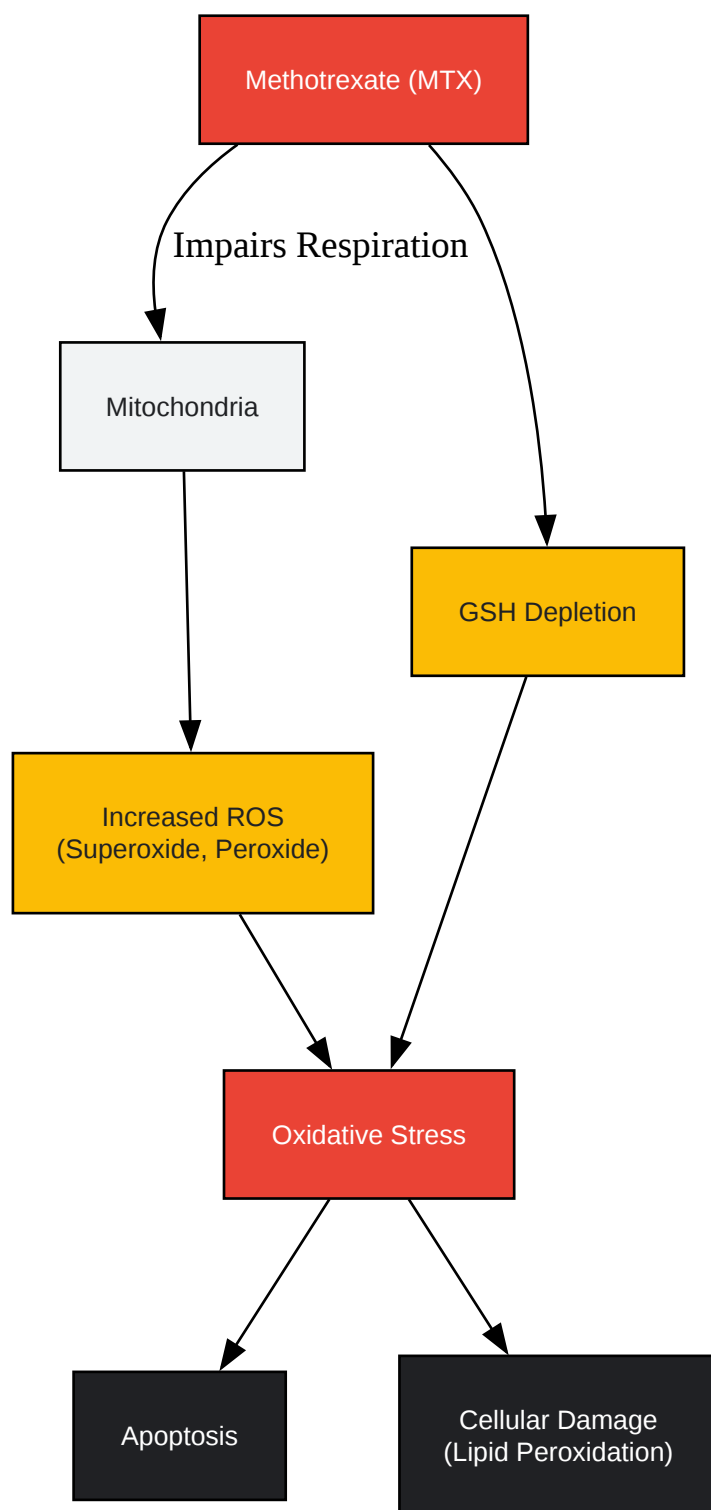 Methotrexate (MTX)
Impairs Respiration
Mitochondria
GSH Depletion
Increased ROS
(Superoxide, Peroxide)
Oxidative Stress
Apoptosis
Cellular Damage
(Lipid Peroxidation)